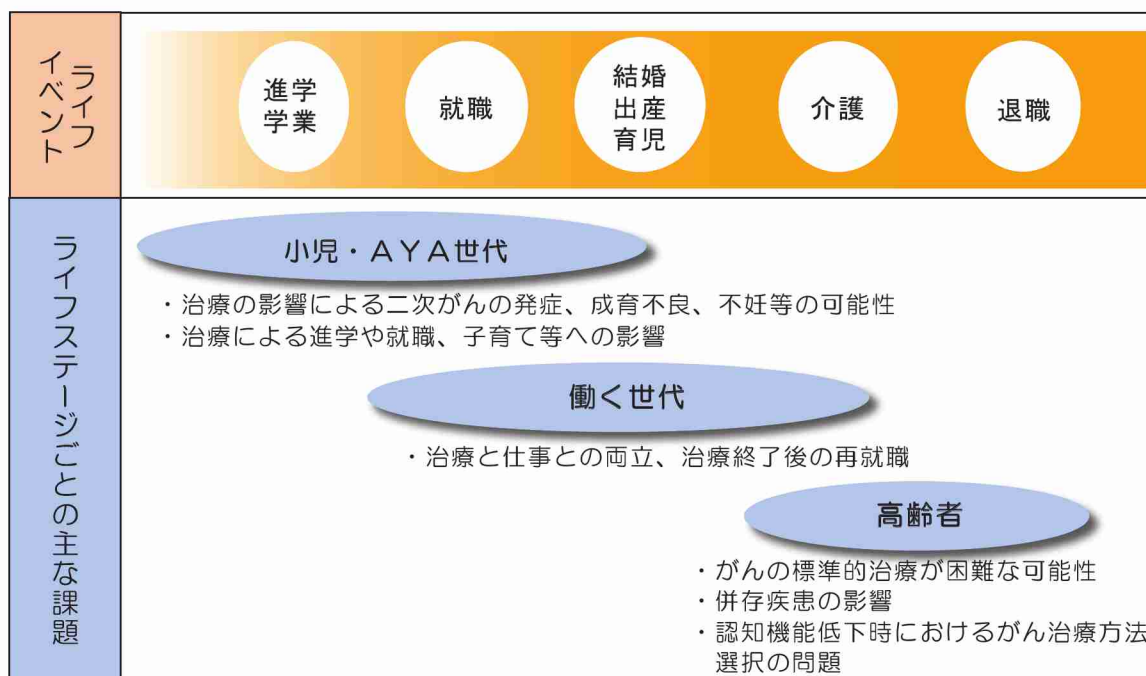 ライフ
イベント
進学
学業
就職
結婚
出産
育児
介護
退職
ライフステージごとの主な課題
小児・ＡＹＡ世代
・治療の影響による二次がんの発症、成育不良、不妊等の可能性
・治療による進学や就職、子育て等への影響
働く世代
・治療と仕事との両立、治療終了後の再就職
高齢者
・がんの標準的治療が困難な可能性
・併存疾患の影響
・認知機能低下時におけるがん治療方法
選択の問題